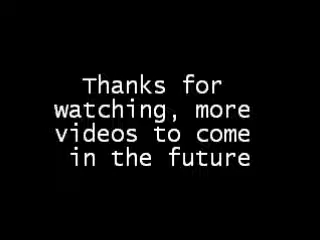 Thanks for
watching, more
videos to come
in the future